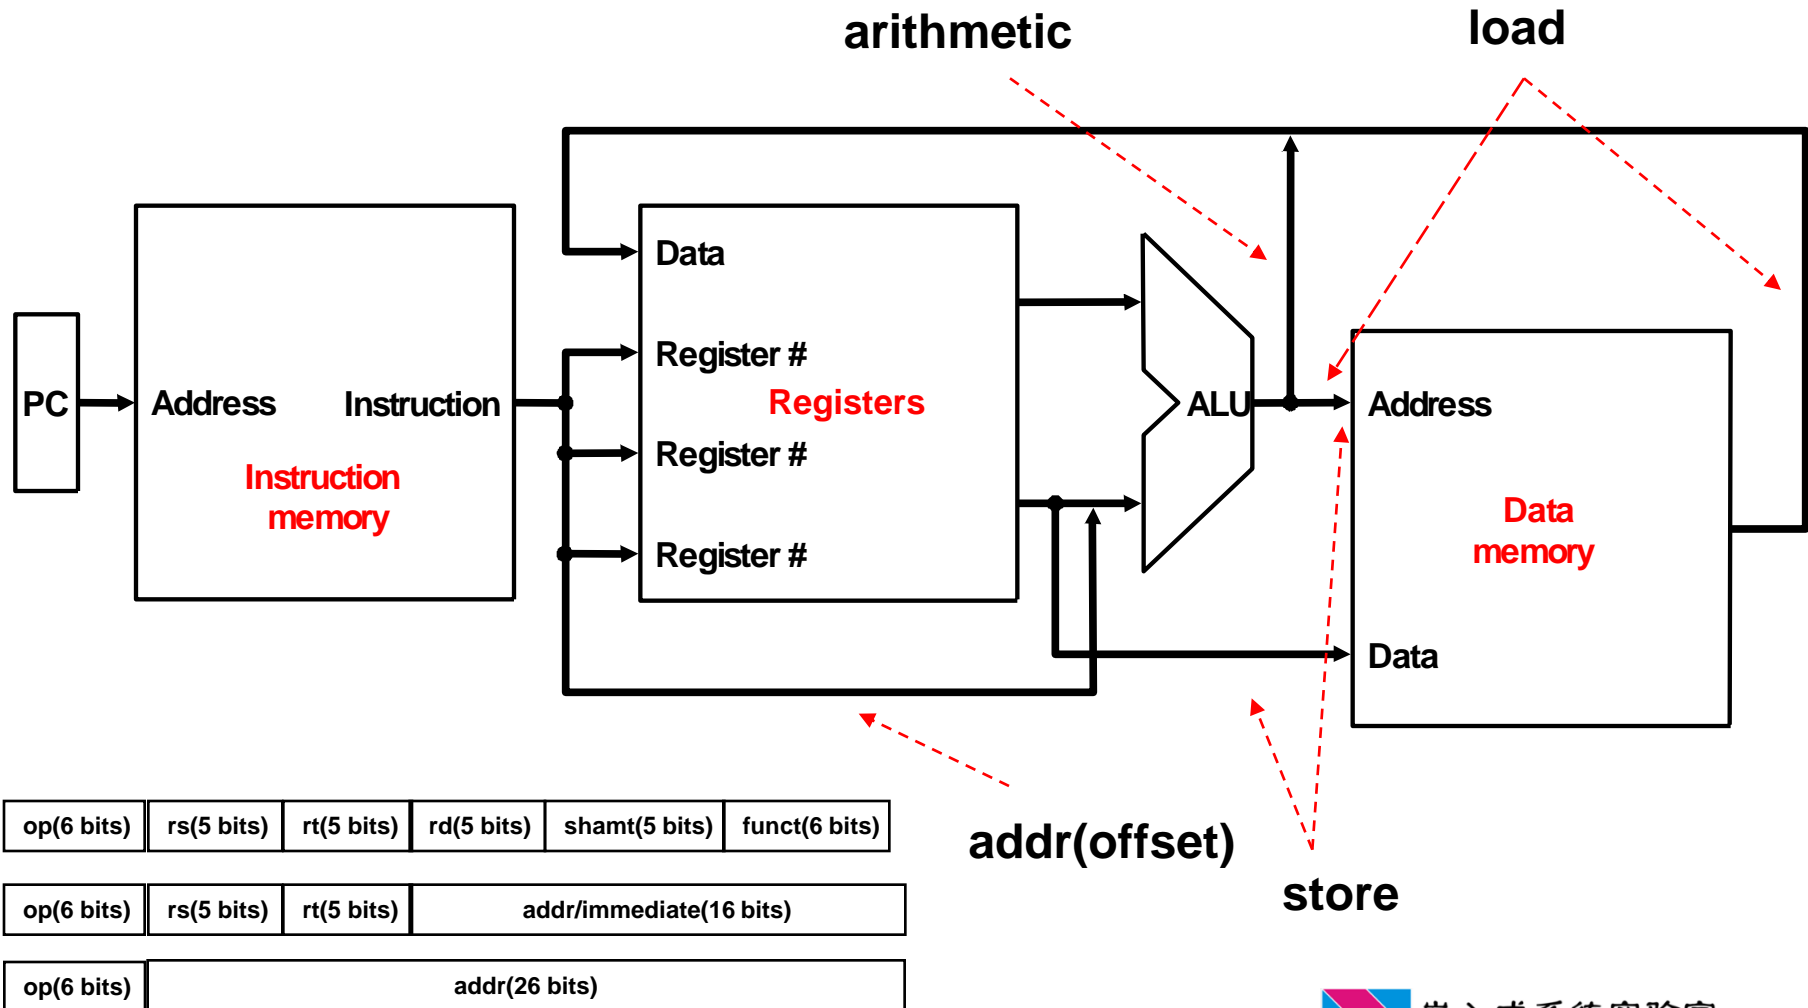 arithmetic
load
Data
Register #
PC
Address
Instruction
Registers
ALU
Address
Register #
Instruction
memory
Data
memory
Register #
Data
op(6 bits) rs(5 bits) rt(5 bits) rd(5 bits) shamt(5 bits) funct(6 bits)
addr(offset)
store
op(6 bits) rs(5 bits) rt(5 bits) addr/immediate(16 bits)
op(6 bits) addr(26 bits)